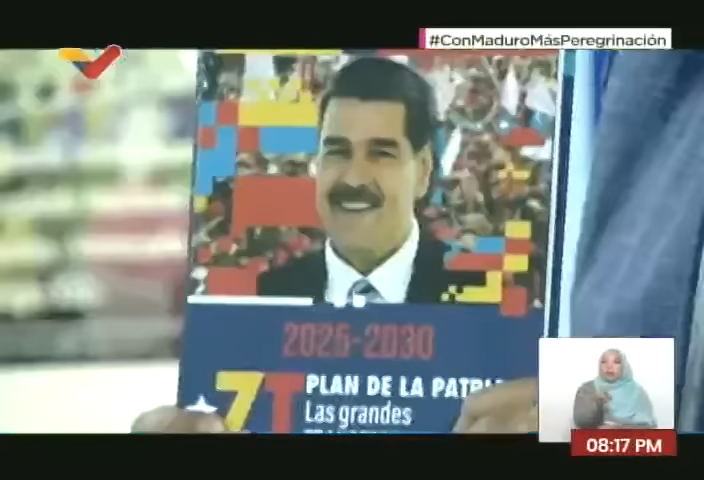 #ConMaduroMásPeregrinación
2025-2030
7T
PLAN DE LA PATRIA
Las grandes
08:17 PM